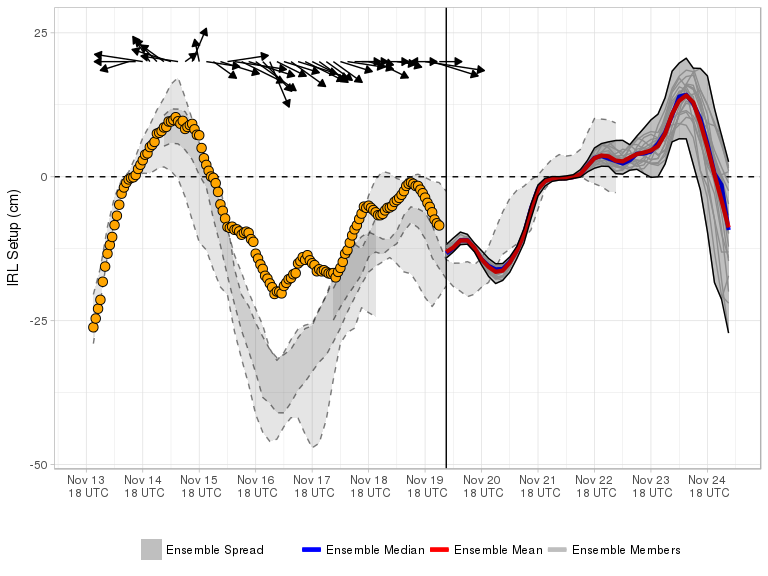 25
0
-25
-50
IRL Setup (cm)
Nov 13 Nov 14 Nov 15 Nov 16 Nov 17 Nov 18 Nov 19 Nov 20 Nov 21 Nov 22 Nov 23 Nov 24
18 UTC 18 UTC 18 UTC 18 UTC 18 UTC 18 UTC 18 UTC 18 UTC 18 UTC 18 UTC 18 UTC 18 UTC
Ensemble Spread Ensemble Median Ensemble Mean Ensemble Members